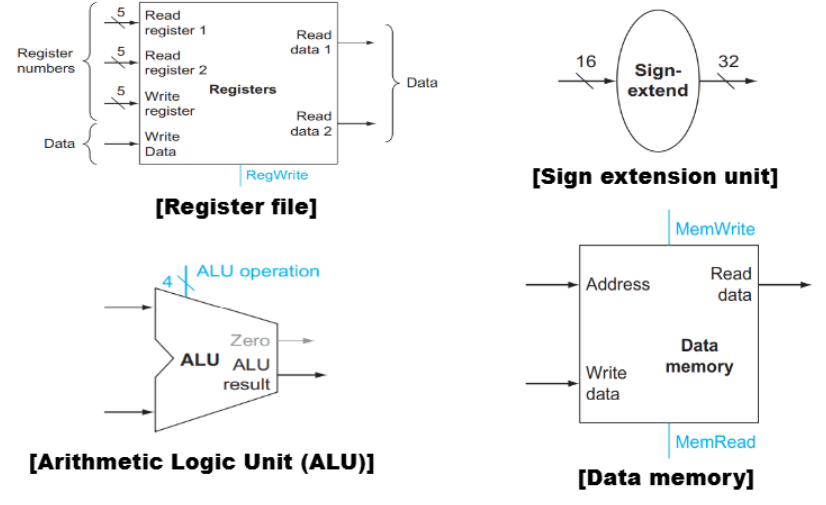 Register
numbers
5
Read
register 1
5
Read
register 2
5
Write
register
Data
Write
Data
Registers
Read
data 1
Read
data 2
Data
RegWrite
[Register file]
16
Sign-
extend
32
[Sign extension unit]
4
ALU operation
Zero
ALU
ALU
result
[Arithmetic Logic Unit (ALU)]
MemWrite
Address
Read
data
Data
memory
Write
data
MemRead
[Data memory]